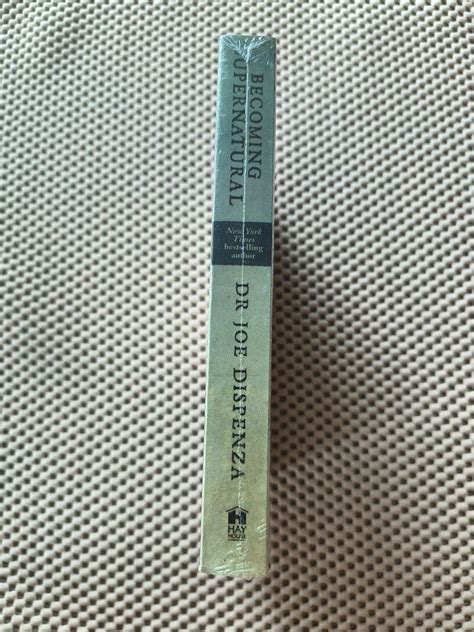 BECOMING
UPERNATURAL
New York
Times
bestselling
author
DR JOE DISPENZA
HAY
HOUSE